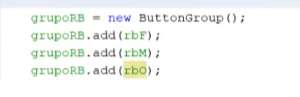 grupoRB = new ButtonGroup();
grupoRB.add(rbF);
grupoRB.add(rbM);
grupoRB.add(rbO);